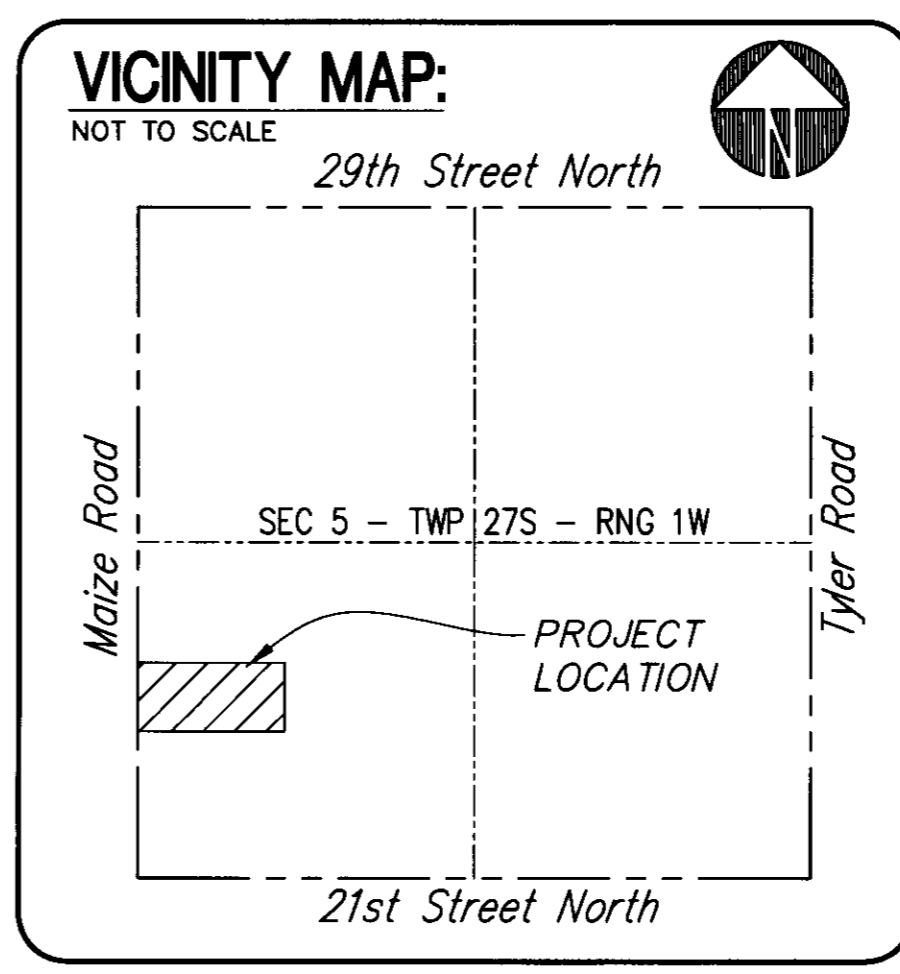 VICINITY MAP:
NOT TO SCALE
N
29th Street North
Maize Road
SEC 5 - TWP 27S - RNG 1W
Tyler Road
PROJECT
LOCATION
21st Street North